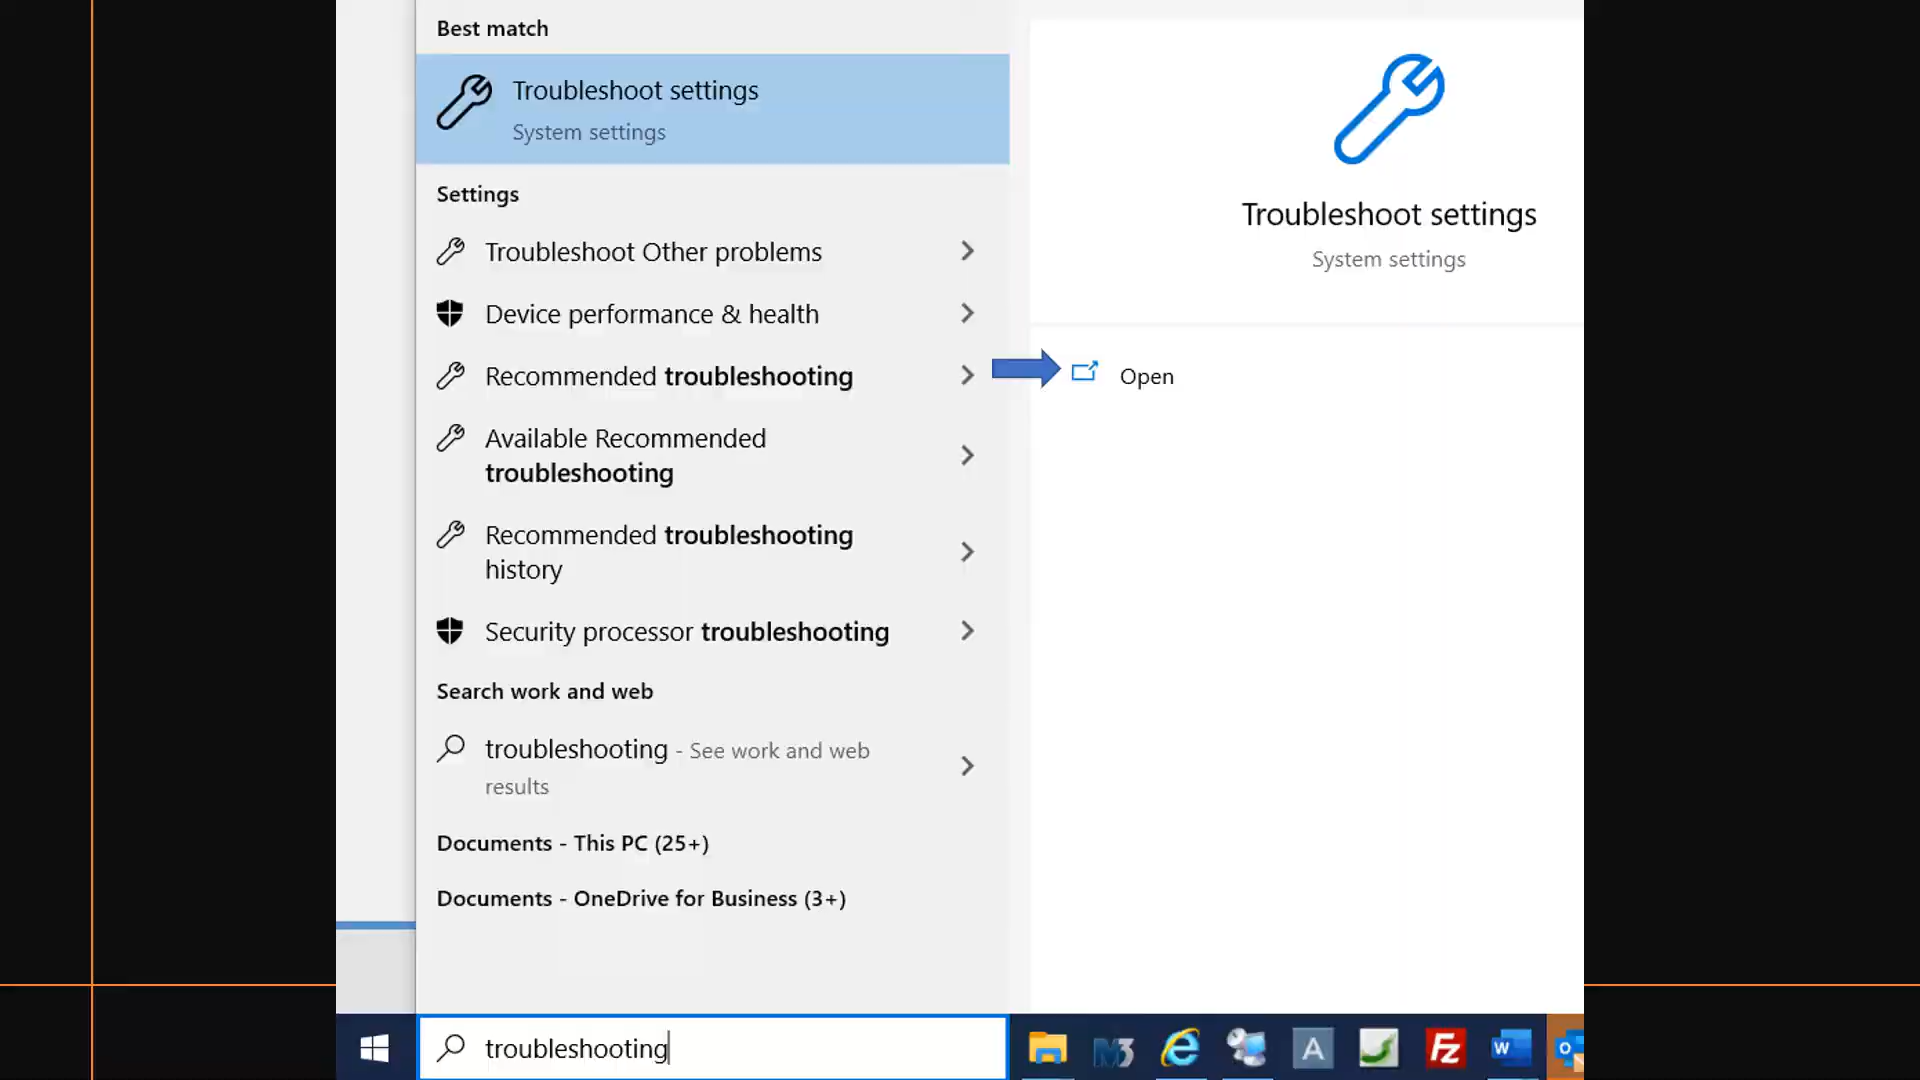 Best match
Troubleshoot settings
System settings
Settings
Troubleshoot Other problems
Device performance & health
Recommended troubleshooting
Available Recommended
troubleshooting
Recommended troubleshooting
history
Security processor troubleshooting
Search work and web
troubleshooting - See work and web
results
Documents - This PC (25+)
Documents - OneDrive for Business (3+)
troubleshooting
Troubleshoot settings
System settings
Open
M3
A
Fz
W
O